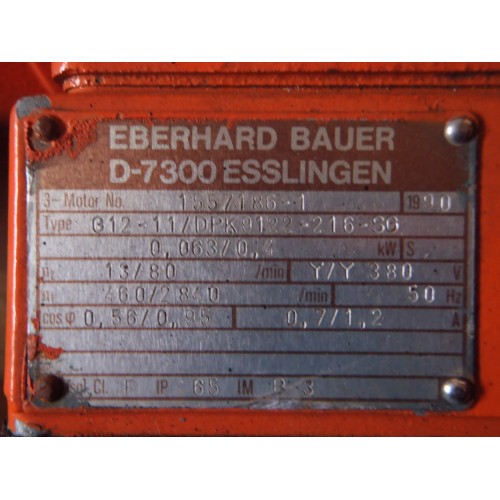 EBERHARD BAUER
D-7300 ESSLINGEN
3~Motor No. 1557186-1 1990
Type G12-11/DPK9122-216-SG
0,063/0,4 kW S
n₂ 13/80 /min Y/Y 380 V
n₁ 460/2840 /min 50 Hz
cos φ 0,56/0,95 0,7/1,2 A
Isol Cl. F IP 65 IM B 3